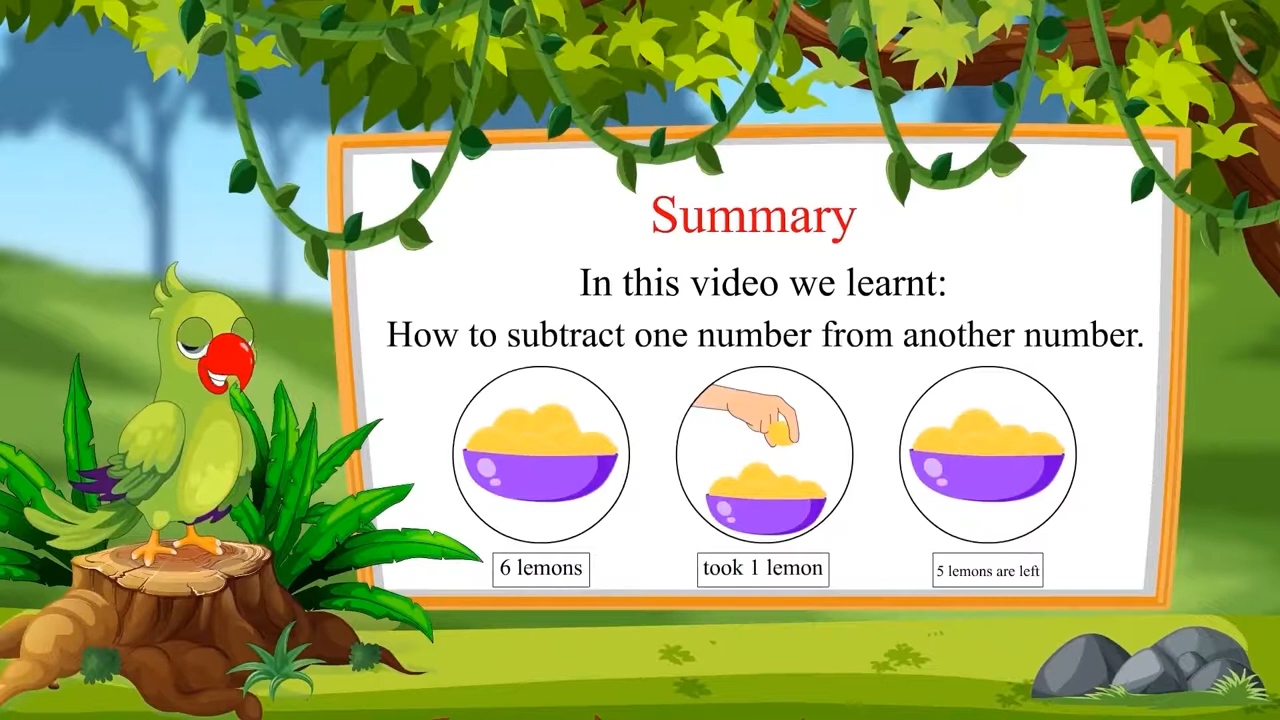 Summary
In this video we learnt:
How to subtract one number from another number.
6 lemons
took 1 lemon
5 lemons are left